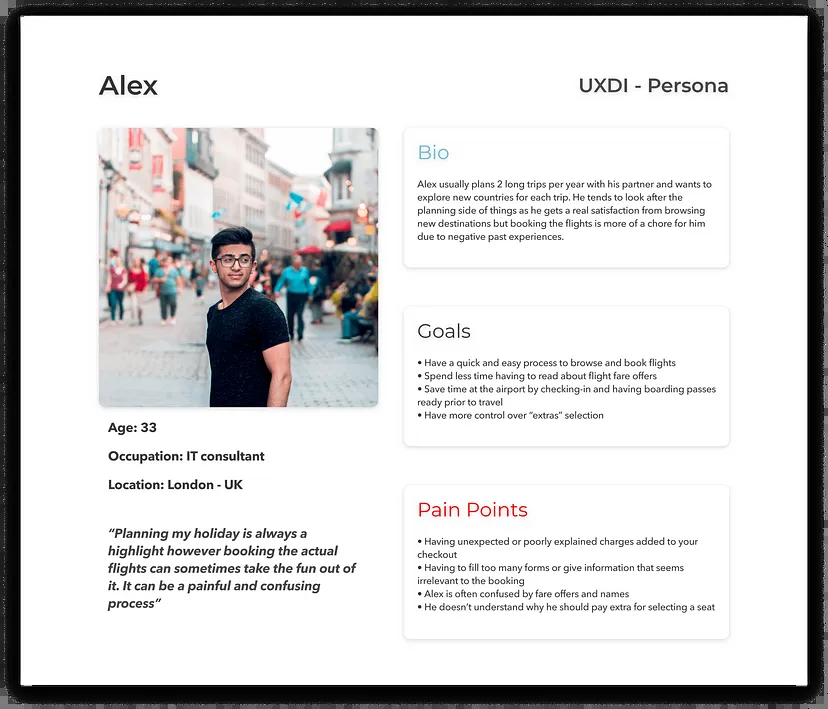 Alex
UXDI - Persona
Age: 33
Occupation: IT consultant
Location: London - UK
“Planning my holiday is always a
highlight however booking the actual
flights can sometimes take the fun out of
it. It can be a painful and confusing
process”
Bio
Alex usually plans 2 long trips per year with his partner and wants to
explore new countries for each trip. He tends to look after the
planning side of things as he gets a real satisfaction from browsing
new destinations but booking the flights is more of a chore for him
due to negative past experiences.
Goals
• Have a quick and easy process to browse and book flights
• Spend less time having to read about flight fare offers
• Save time at the airport by checking-in and having boarding passes
ready prior to travel
• Have more control over “extras” selection
Pain Points
• Having unexpected or poorly explained charges added to your
checkout
• Having to fill too many forms or give information that seems
irrelevant to the booking
• Alex is often confused by fare offers and names
• He doesn’t understand why he should pay extra for selecting a seat